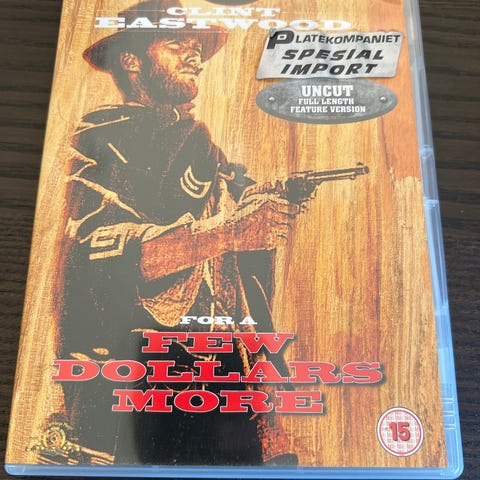 CLINT
EASTWOOD
PLATEKOMPANIET
SPESIAL
IMPORT
UNCUT
FULL LENGTH
FEATURE VERSION
FOR A
FEW
DOLLARS
MORE
15